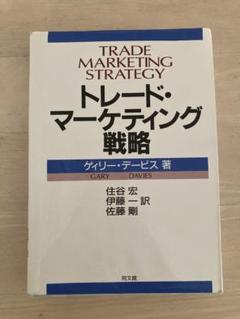 TRADE
MARKETING
STRATEGY
トレード・
マーケティング
戦略
ゲィリー・デービス 著
GARY DAVIES
住谷 宏
伊藤 一 訳
佐藤 剛
同文舘